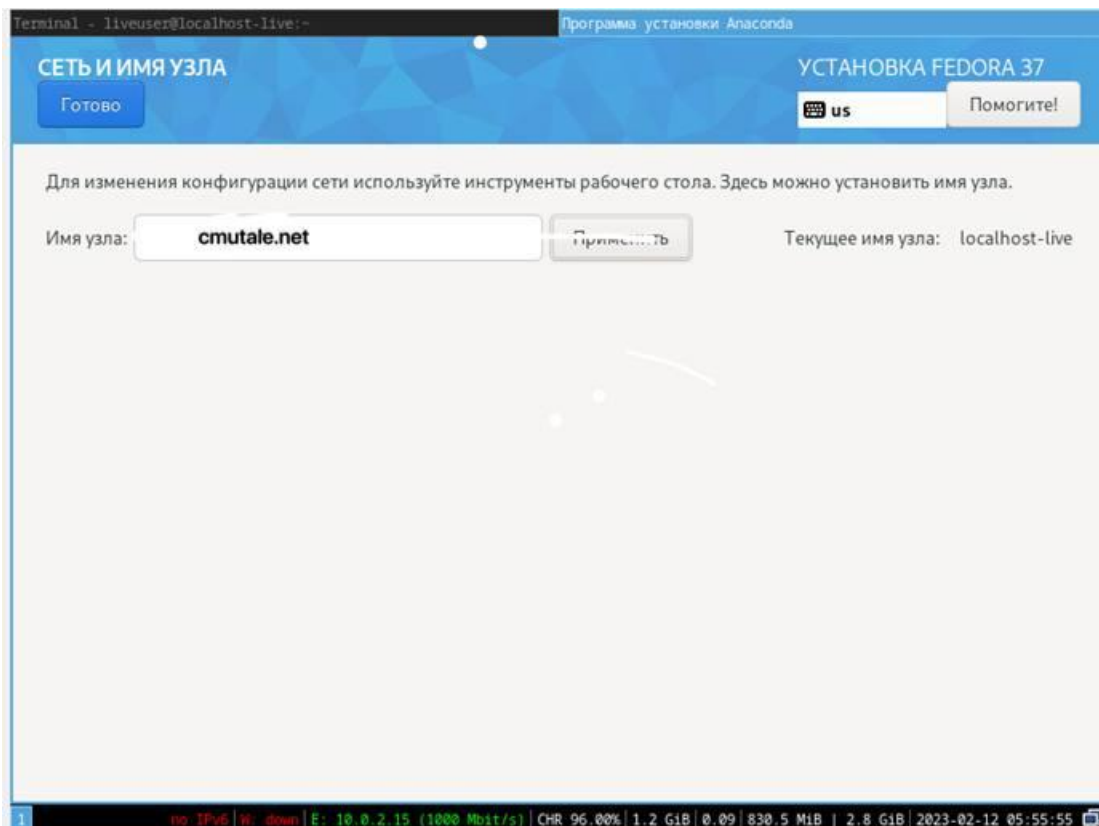 Terminal - liveuser@localhost-live:~ Программа установки Anaconda
СЕТЬ И ИМЯ УЗЛА УСТАНОВКА FEDORA 37
Готово us Помогите!
Для изменения конфигурации сети используйте инструменты рабочего стола. Здесь можно установить имя узла.
Имя узла: cmutale.net Применить Текущее имя узла: localhost-live
1 no IPv6 | W: down | E: 10.0.2.15 (1000 Mbit/s) | CHR 96.00% | 1.2 GiB | 0.09 | 830.5 MiB | 2.8 GiB | 2023-02-12 05:55:55